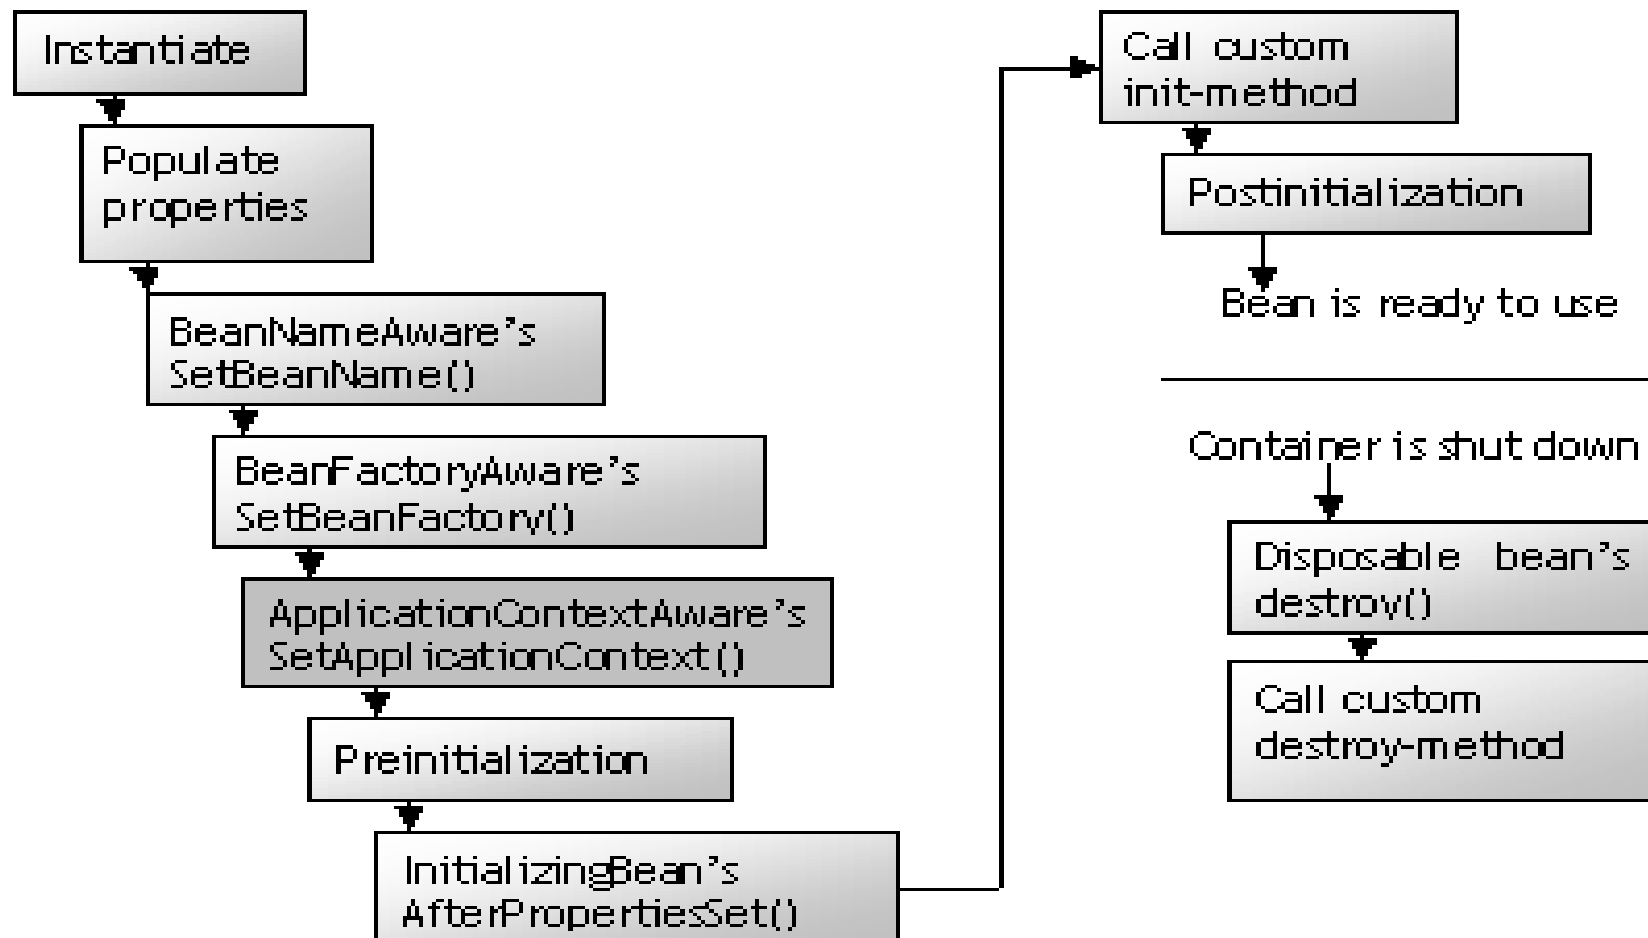 Instantiate
Populate
properties
BeanNameAware's
SetBeanName()
BeanFactoryAware's
SetBeanFactory()
ApplicationContextAware's
SetApplicationContext()
Preinitialization
InitializingBean's
AfterPropertiesSet()
Call custom
init-method
Postinitialization
Bean is ready to use
Container is shut down
Disposable bean's
destroy()
Call custom
destroy-method